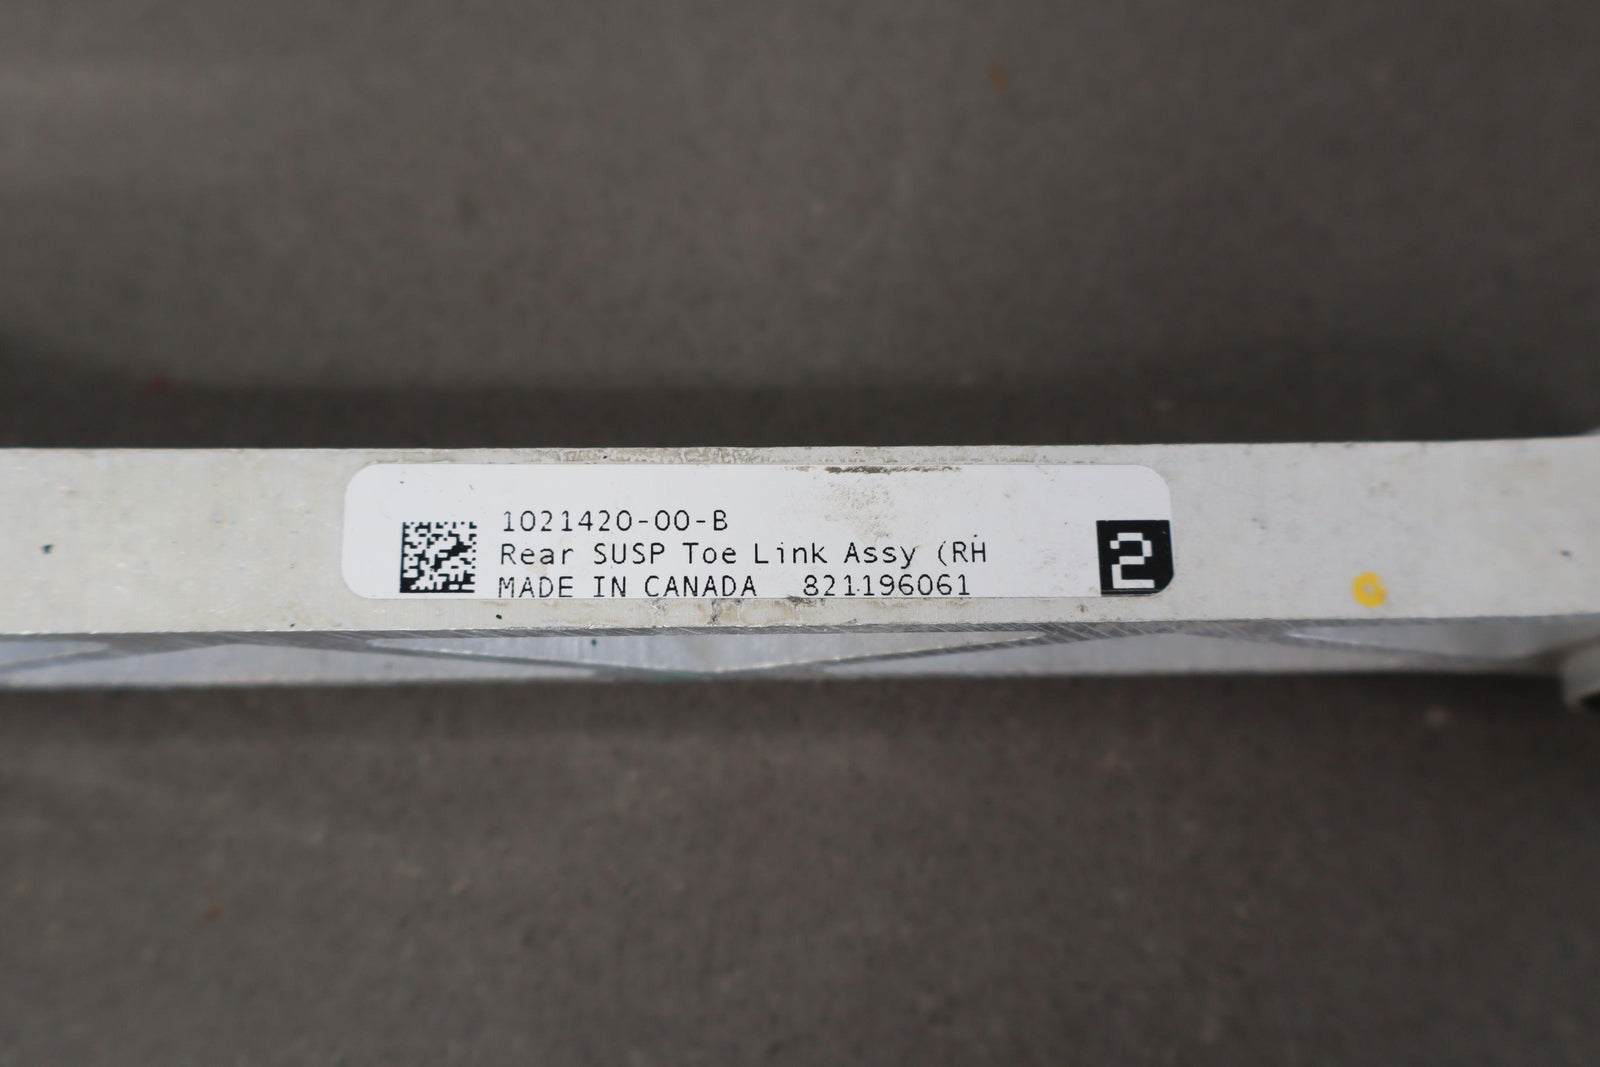 1021420-00-B
Rear SUSP Toe Link Assy (RH
MADE IN CANADA 821196061
2